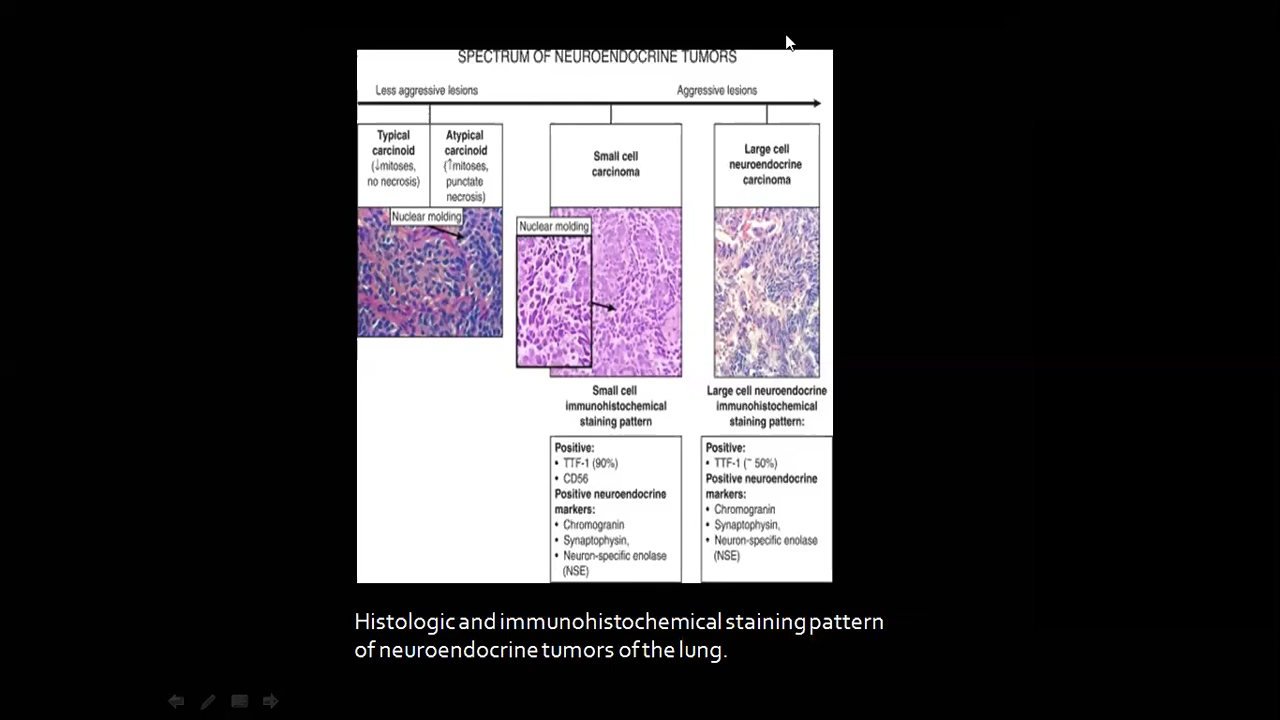 SPECTRUM OF NEUROENDOCRINE TUMORS
Less aggressive lesions
Aggressive lesions
Typical
carcinoid
(↓mitoses,
no necrosis)
Atypical
carcinoid
(↑mitoses,
punctate
necrosis)
Small cell
carcinoma
Large cell
neuroendocrine
carcinoma
Nuclear molding
Nuclear molding
Small cell
immunohistochemical
staining pattern
Large cell neuroendocrine
immunohistochemical
staining pattern:
Positive:
• TTF-1 (90%)
• CD56
Positive neuroendocrine
markers:
• Chromogranin
• Synaptophysin,
• Neuron-specific enolase
(NSE)
Positive:
• TTF-1 (~ 50%)
Positive neuroendocrine
markers:
• Chromogranin
• Synaptophysin,
• Neuron-specific enolase
(NSE)
Histologic and immunohistochemical staining pattern
of neuroendocrine tumors of the lung.